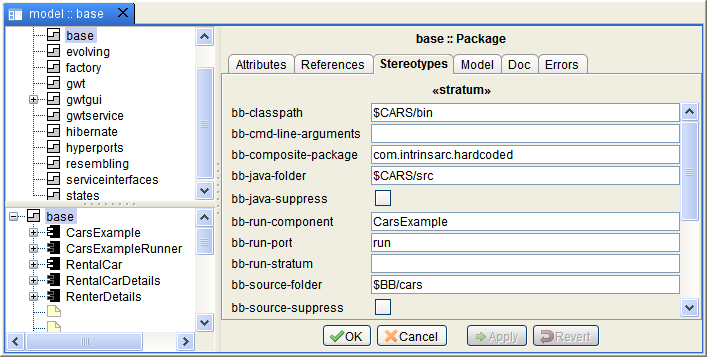 model :: base
base
evolving
factory
gwt
gwtgui
gwtservice
hibernate
hyperports
resembling
serviceinterfaces
states
base
CarsExample
CarsExampleRunner
RentalCar
RentalCarDetails
RenterDetails
base :: Package
Attributes References Stereotypes Model Doc Errors
«stratum»
bb-classpath $CARS/bin
bb-cmd-line-arguments
bb-composite-package com.intrinsarc.hardcoded
bb-java-folder $CARS/src
bb-java-suppress
bb-run-component CarsExample
bb-run-port run
bb-run-stratum
bb-source-folder $BB/cars
bb-source-suppress
OK Cancel Apply Revert